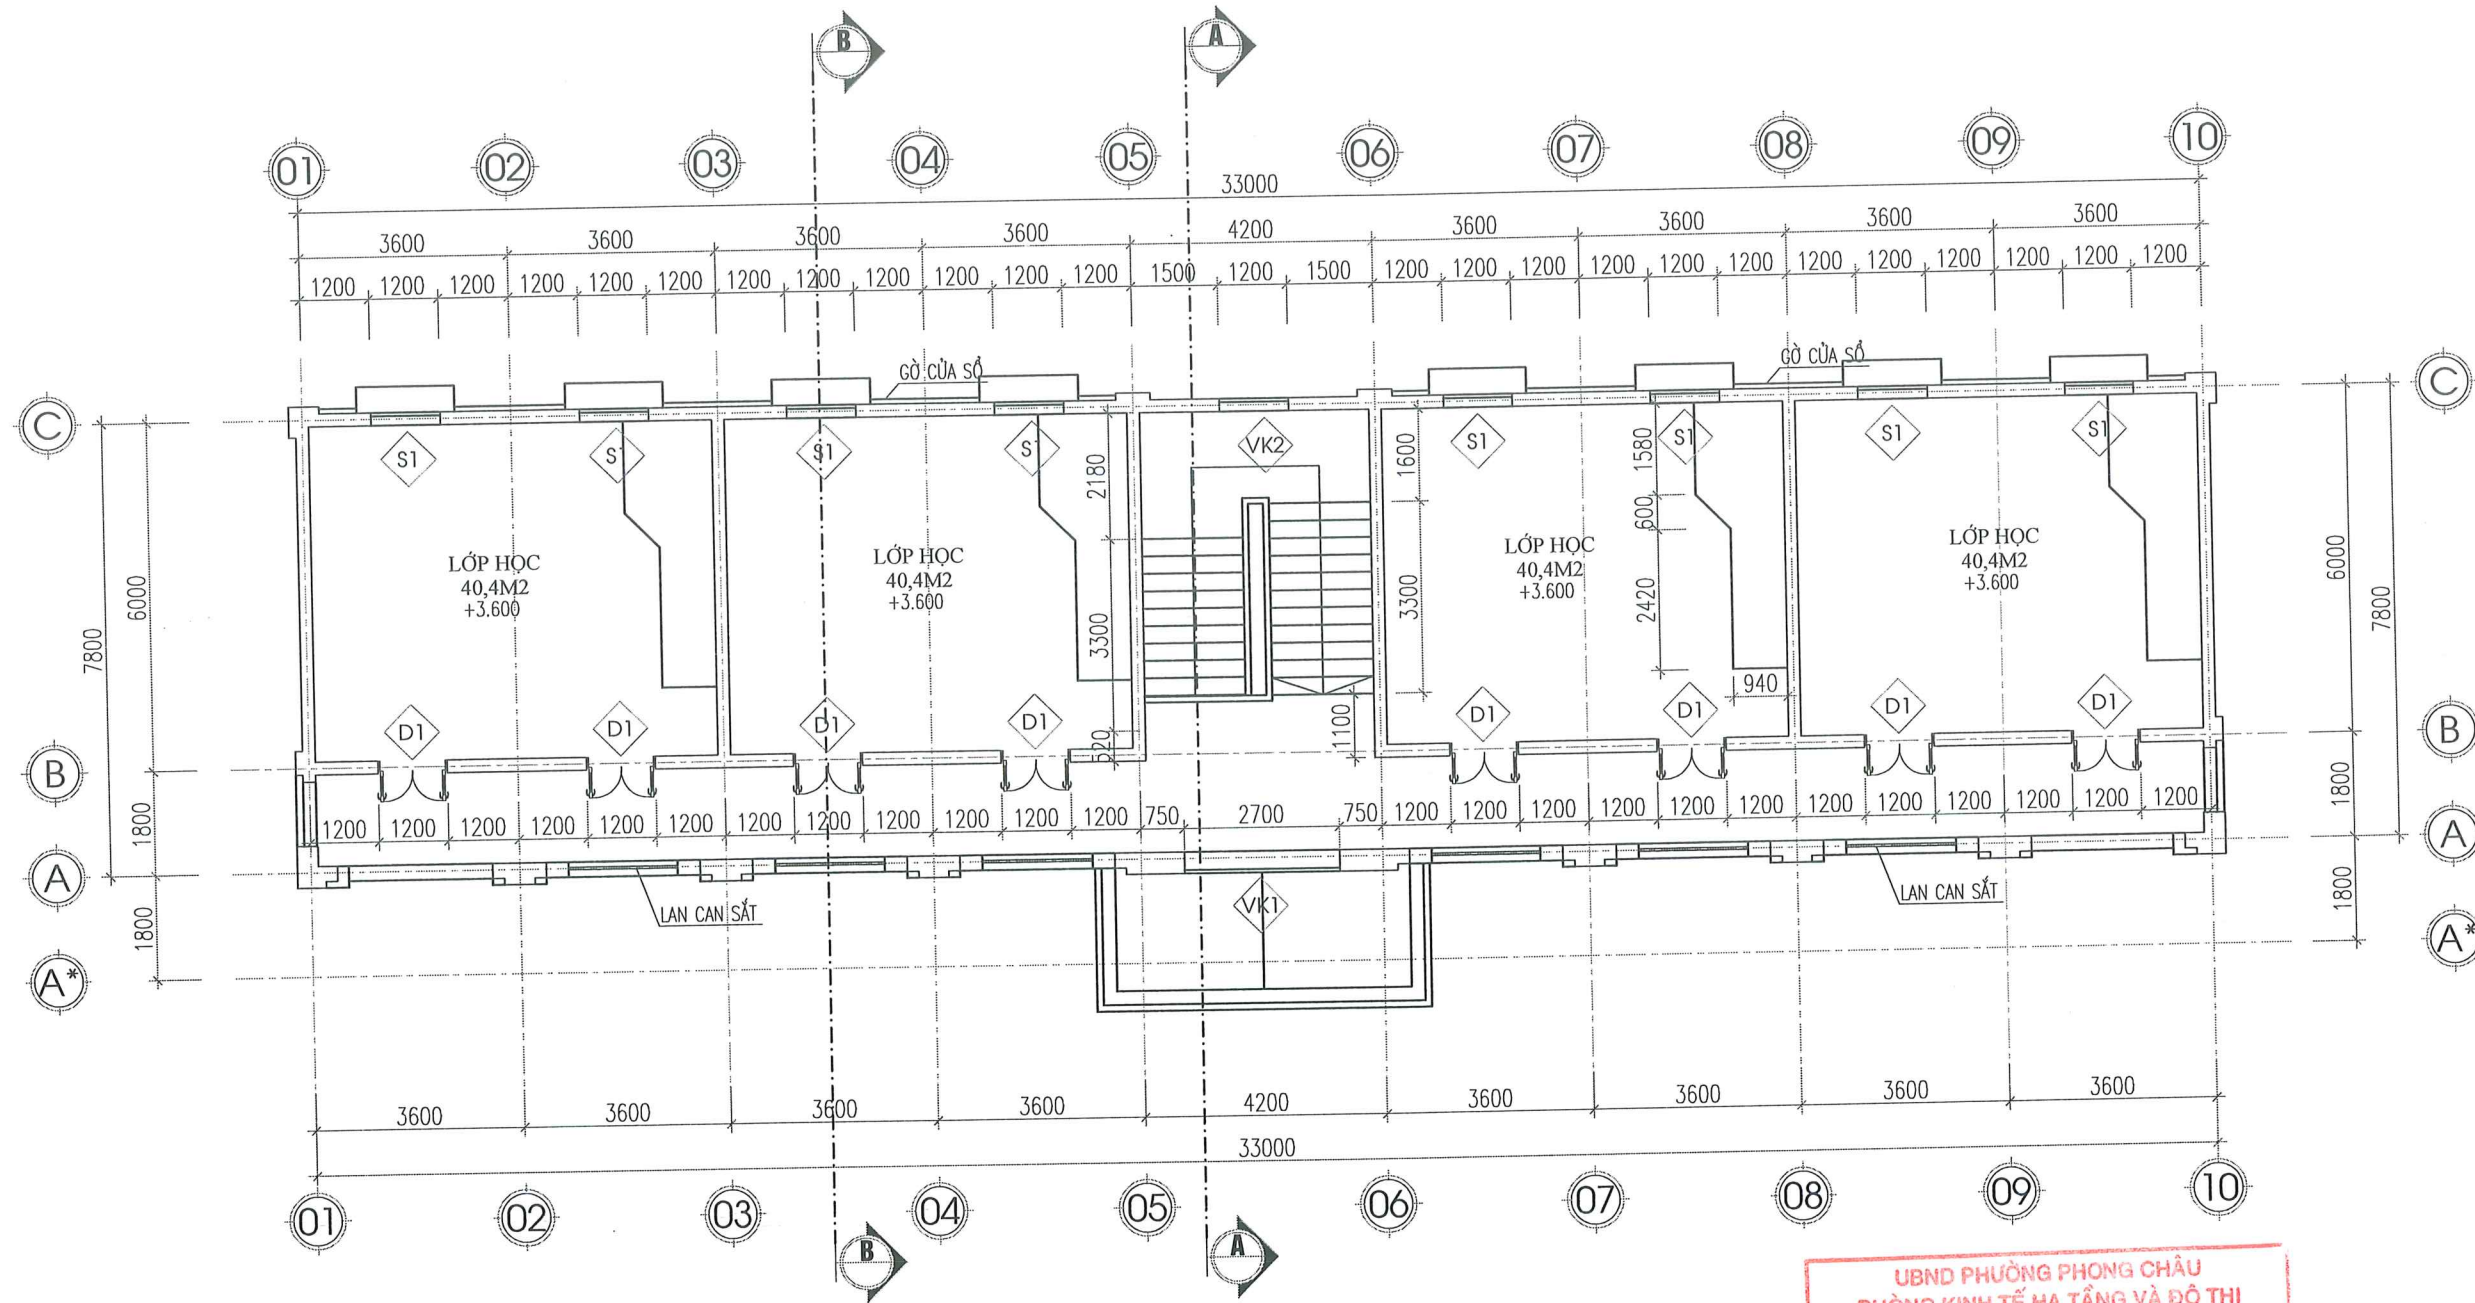 B A
01 02 03 04 05 06 07 08 09 10
33000
3600 3600 3600 3600 4200 3600 3600 3600 3600
1200 1200 1200 1200 1200 1200 1200 1200 1200 1200 1200 1200 1500 1200 1500 1200 1200 1200 1200 1200 1200 1200 1200 1200 1200 1200 1200
GỜ CỬA SỔ GỜ CỬA SỔ
C C
S1 S1 S1 S1 VK2 S1 S1 S1 S1
2180 1600 1580
600
LỚP HỌC LỚP HỌC LỚP HỌC LỚP HỌC
40,4M2 40,4M2 40,4M2 40,4M2
+3.600 +3.600 +3.600 +3.600
7800 6000 3300 3300 2420 6000 7800
940
D1 D1 D1 D1 D1 D1 D1 D1
520 1100
B B
1800 1800
1200 1200 1200 1200 1200 1200 1200 1200 1200 1200 1200 1200 750 2700 750 1200 1200 1200 1200 1200 1200 1200 1200 1200 1200 1200 1200
A A
LAN CAN SẮT VK1 LAN CAN SẮT
1800 1800
A* A*
3600 3600 3600 3600 4200 3600 3600 3600 3600
33000
01 02 03 04 05 06 07 08 09 10
B A
UBND PHƯỜNG PHONG CHÂU
PHÒNG KINH TẾ HẠ TẦNG VÀ ĐÔ THỊ